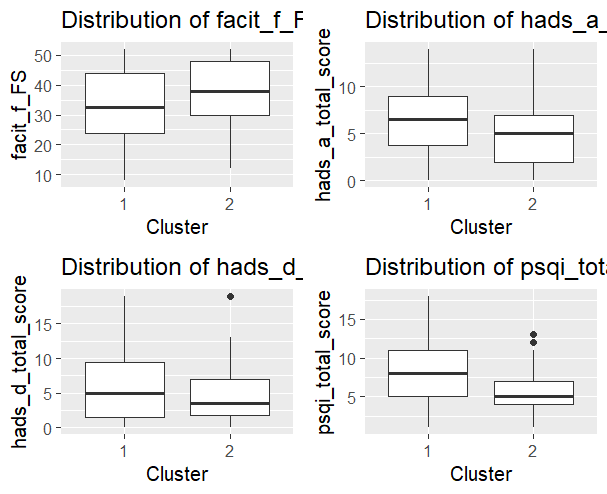 Distribution of facit_f_F
facit_f_FS
50
40
30
20
10
1
2
Cluster
Distribution of hads_a_
hads_a_total_score
10
5
0
1
2
Cluster
Distribution of hads_d_
hads_d_total_score
15
10
5
0
1
2
Cluster
Distribution of psqi_tota
psqi_total_score
15
10
5
1
2
Cluster